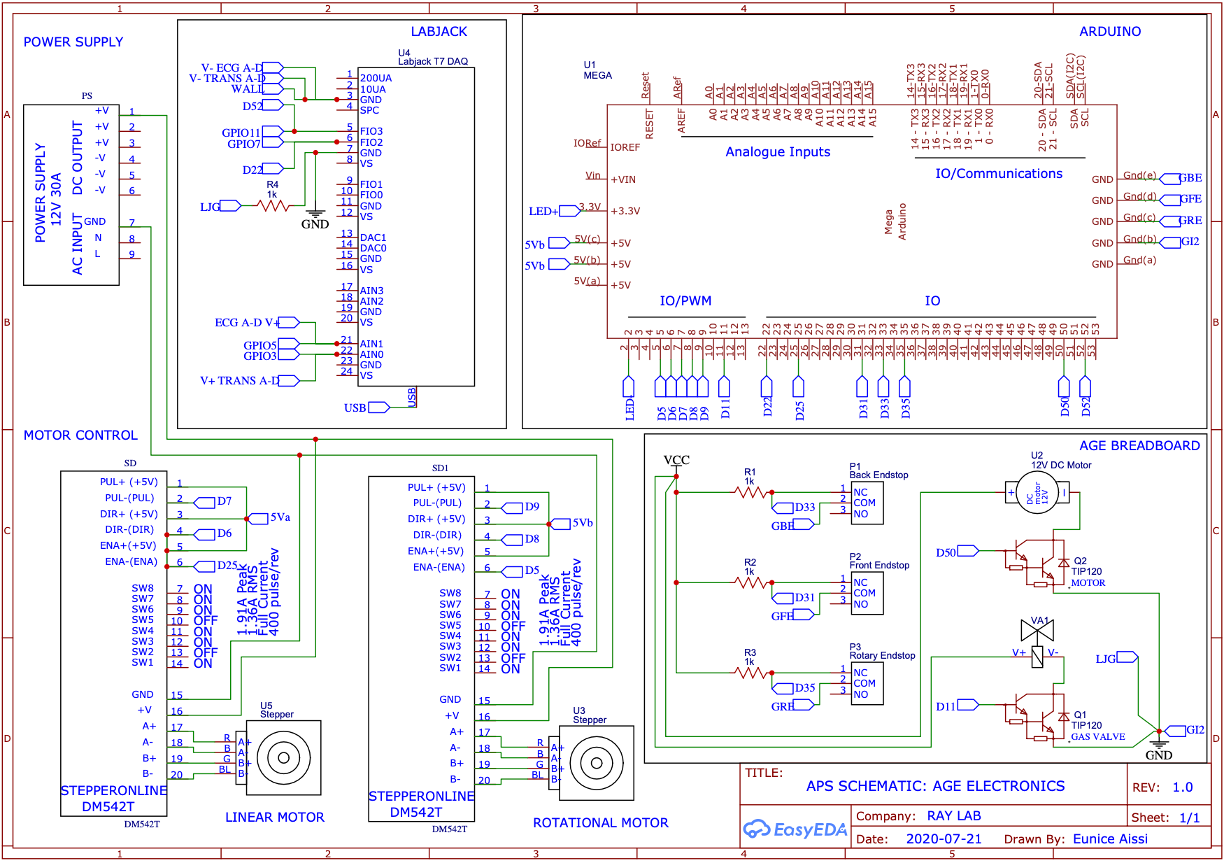 1 2 3 4 5
A
B
C
D
POWER SUPPLY
PS
POWER SUPPLY
12V 30A
DC OUTPUT
AC INPUT
+V 1
+V 2
+V 3
-V 4
-V 5
-V 6
GND 7
N 8
L 9
LABJACK
U4
Labjack T7 DAQ
V- ECG A-D
V- TRANS A-D
WALL
D52
GPIO11
GPIO7
D22
R4
1k
LJG
GND
ECG A-D V+
GPIO5
GPIO3
V+ TRANS A-D
USB
USB
1 200UA
2 10UA
3 GND
4 SPC
5 FIO3
6 FIO2
7 GND
8 VS
9 FIO1
10 FIO0
11 GND
12 VS
13 DAC1
14 DAC0
15 GND
16 VS
17 AIN3
18 AIN2
19 GND
20 VS
21 AIN1
22 AIN0
23 GND
24 VS
ARDUINO
U1
MEGA
Reset
ARef
A0 A1 A2 A3 A4 A5 A6 A7 A8 A9 A10 A11 A12 A13 A14 A15
14-TX3 15-RX3 16-TX2 17-RX2 18-TX1 19-RX1 1-TX0 0-RX0
20-SDA 21-SCL
SDA(I2C) SCL(I2C)
RESET
AREF
A0 A1 A2 A3 A4 A5 A6 A7 A8 A9 A10 A11 A12 A13 A14 A15
14 - TX3 15 - RX3 16 - TX2 17 - RX2 18 - TX1 19 - RX1 1 - TX0 0 - RX0
20 - SDA 21 - SCL
SDA SCL
Analogue Inputs
IO/Communications
IORef IOREF
Vin +VIN
LED+ 3.3V +3.3V
5Vb 5V(c) +5V
5Vb 5V(b) +5V
5V(a) +5V
Mega
Arduino
GND Gnd(e) GBE
GND Gnd(d) GFE
GND Gnd(c) GRE
GND Gnd(b) GI2
GND Gnd(a)
IO/PWM
IO
2 3 4 5 6 7 8 9 10 11 12 13
22 23 24 25 26 27 28 29 30 31 32 33 34 35 36 37 38 39 40 41 42 43 44 45 46 47 48 49 50 51 52 53
2 3 4 5 6 7 8 9 10 11 12 13
22 23 24 25 26 27 28 29 30 31 32 33 34 35 36 37 38 39 40 41 42 43 44 45 46 47 48 49 50 51 52 53
D5 D6 D7 D8 D9 D11 D22 D25 D31 D33 D35 D50 D52
MOTOR CONTROL
SD
PUL+ (+5V) 1
PUL-(PUL) 2 D7
DIR+ (+5V) 3 5Va
DIR-(DIR) 4 D6
ENA+(+5V) 5
ENA-(ENA) 6 D25
SW8 7 ON
SW7 8 ON
SW6 9 ON
SW5 10 OFF
SW4 11 ON
SW3 12 ON
SW2 13 OFF
SW1 14 ON
1.91A Peak
1.36A RMS
Full Current
400 pulse/rev
GND 15
+V 16
A+ 17
A- 18
B+ 19
B- 20
STEPPERONLINE
DM542T
DM542T
U5
Stepper
R A+
B A-
G B+
BL B-
LINEAR MOTOR
SD1
PUL+ (+5V) 1
PUL-(PUL) 2 D9
DIR+ (+5V) 3 5Vb
DIR-(DIR) 4 D8
ENA+(+5V) 5
ENA-(ENA) 6 D5
SW8 7 ON
SW7 8 ON
SW6 9 ON
SW5 10 OFF
SW4 11 ON
SW3 12 ON
SW2 13 OFF
SW1 14 ON
1.91A Peak
1.36A RMS
Full Current
400 pulse/rev
GND 15
+V 16
A+ 17
A- 18
B+ 19
B- 20
STEPPERONLINE
DM542T
DM542T
U3
Stepper
R A+
B A-
G B+
BL B-
ROTATIONAL MOTOR
AGE BREADBOARD
VCC
R1
1k
D33
GBE
P1
Back Endstop
1 NC
2 COM
3 NO
R2
1k
D31
GFE
P2
Front Endstop
1 NC
2 COM
3 NO
R3
1k
D35
GRE
P3
Rotary Endstop
1 NC
2 COM
3 NO
U2
12V DC Motor
+ DC motor 12V -
D50
Q2
TIP120
MOTOR
VA1
V+ V-
LJG
D11
Q1
TIP120
GAS VALVE
GI2
GND
TITLE:
APS SCHEMATIC: AGE ELECTRONICS
REV: 1.0
EasyEDA
Company: RAY LAB
Sheet: 1/1
Date: 2020-07-21 Drawn By: Eunice Aissi
1 2 3 4 5
A
B
C
D